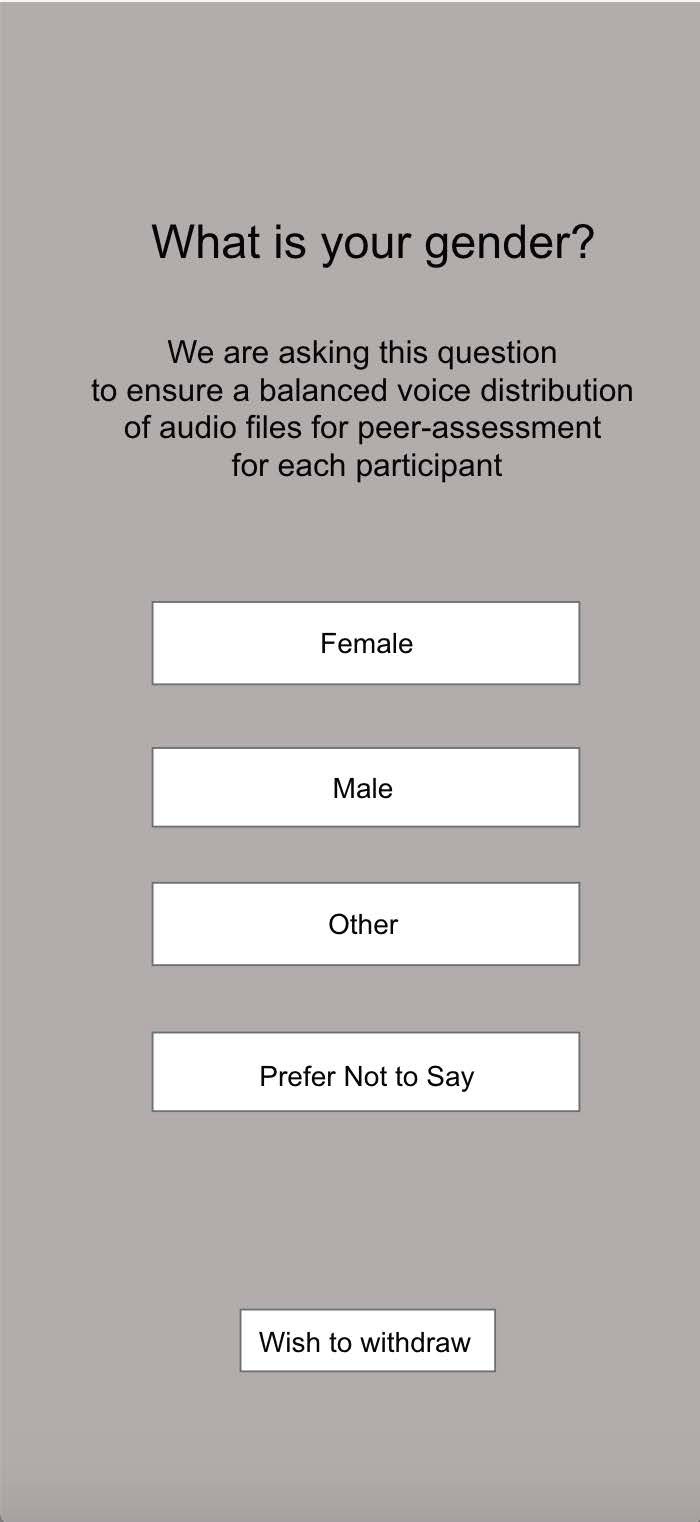 What is your gender?
We are asking this question
to ensure a balanced voice distribution
of audio files for peer-assessment
for each participant
Female
Male
Other
Prefer Not to Say
Wish to withdraw